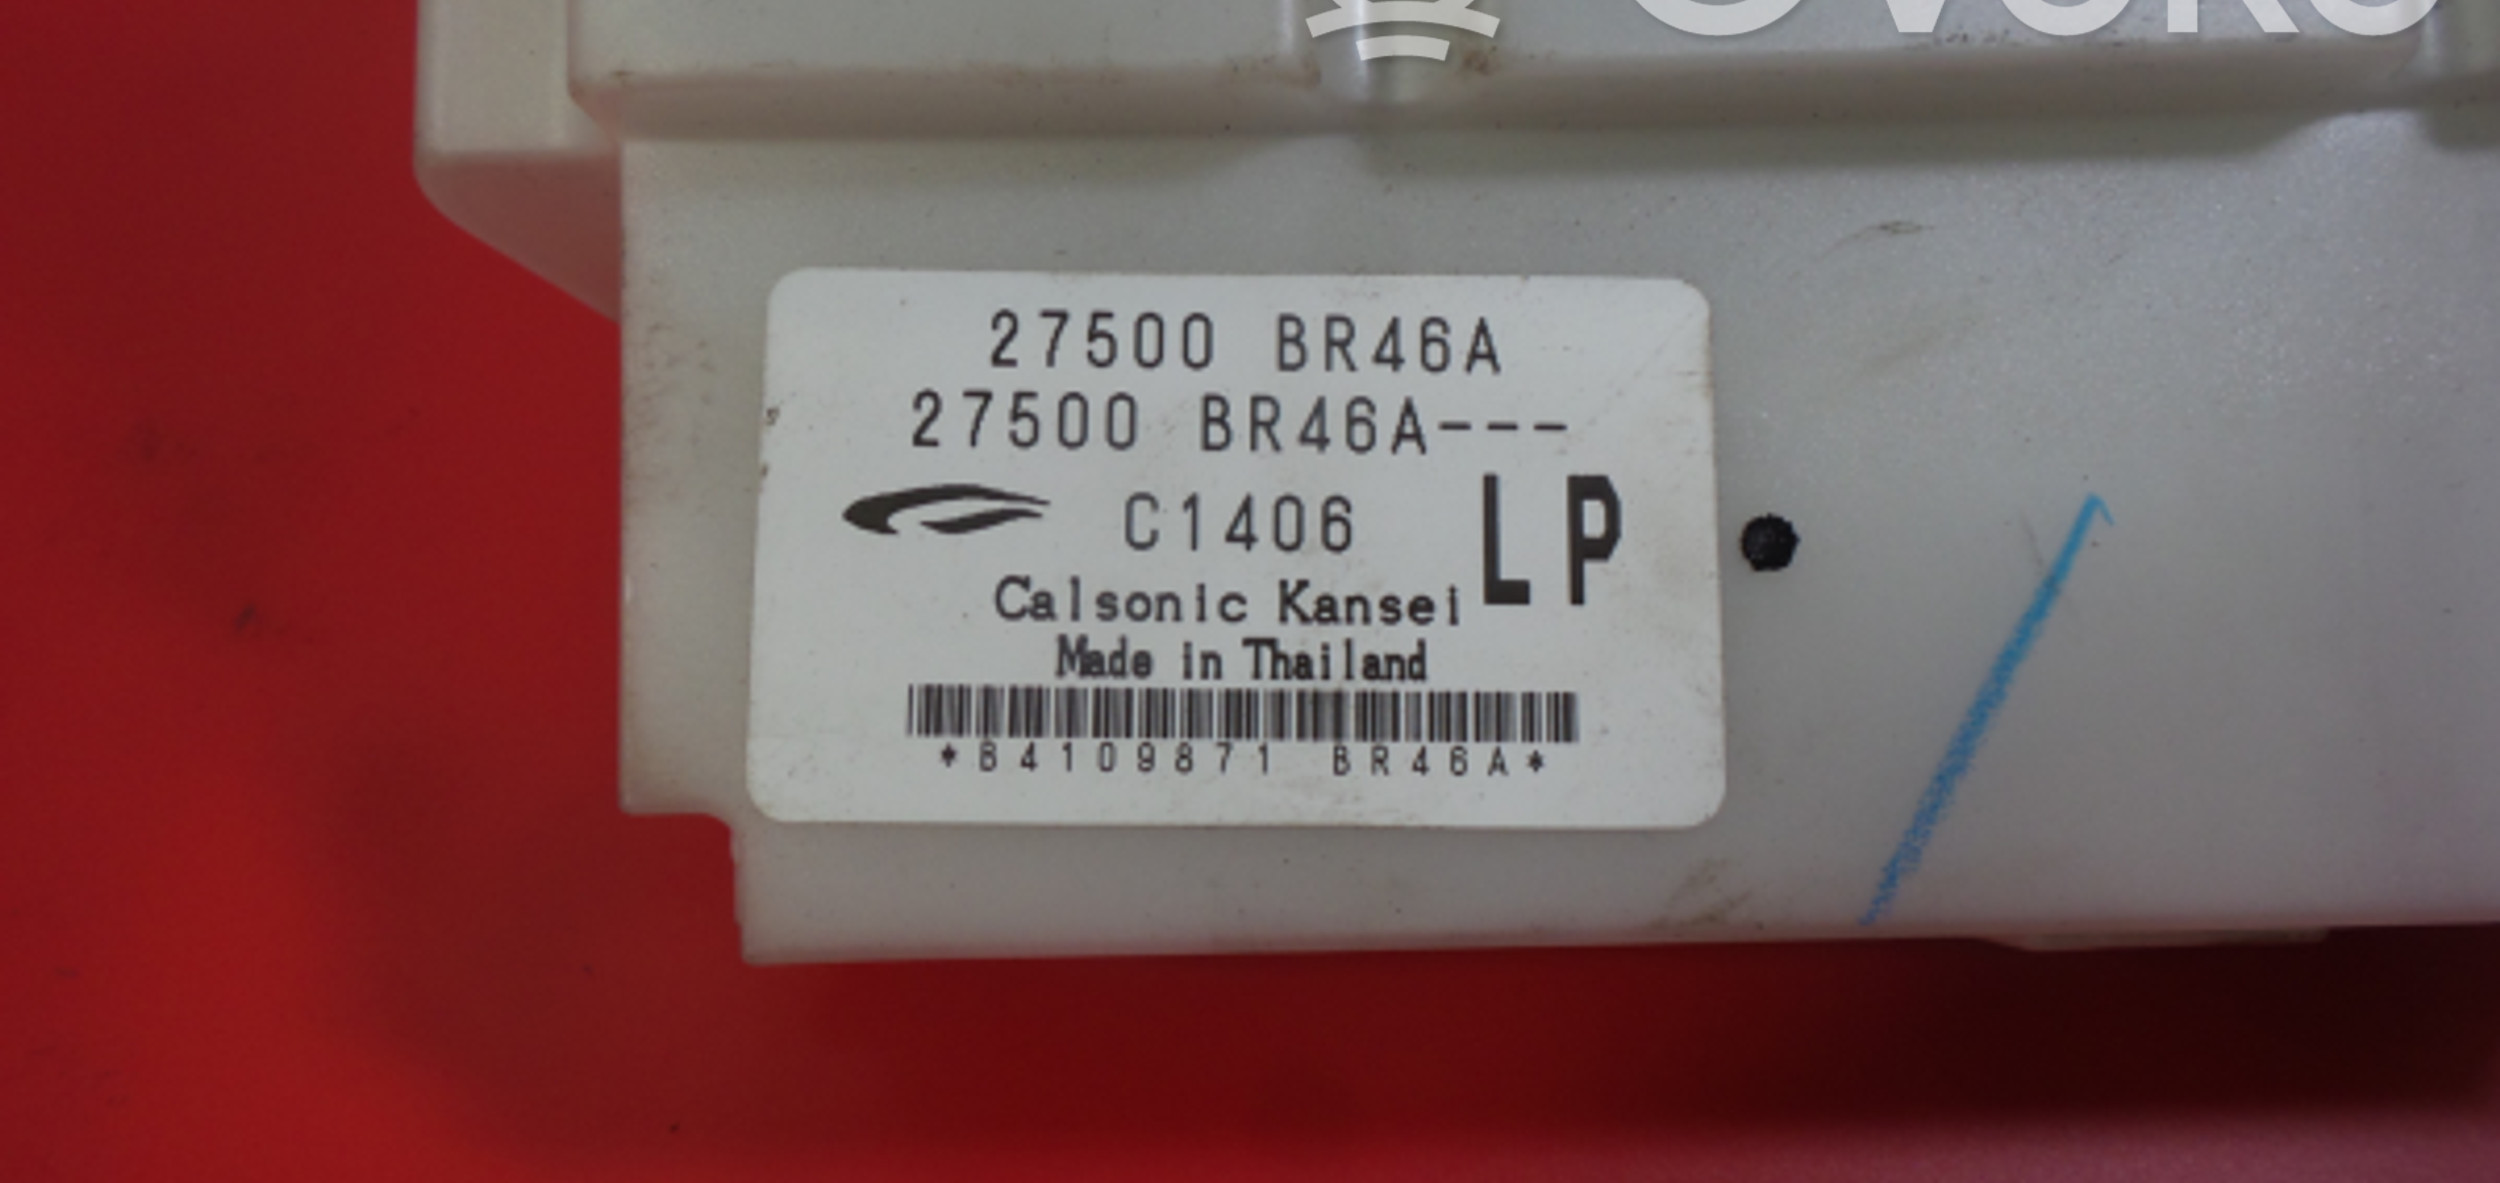 27500 BR46A
27500 BR46A---
C1406 LP
Calsonic Kansei
Made in Thailand
*84109871 BR46A*